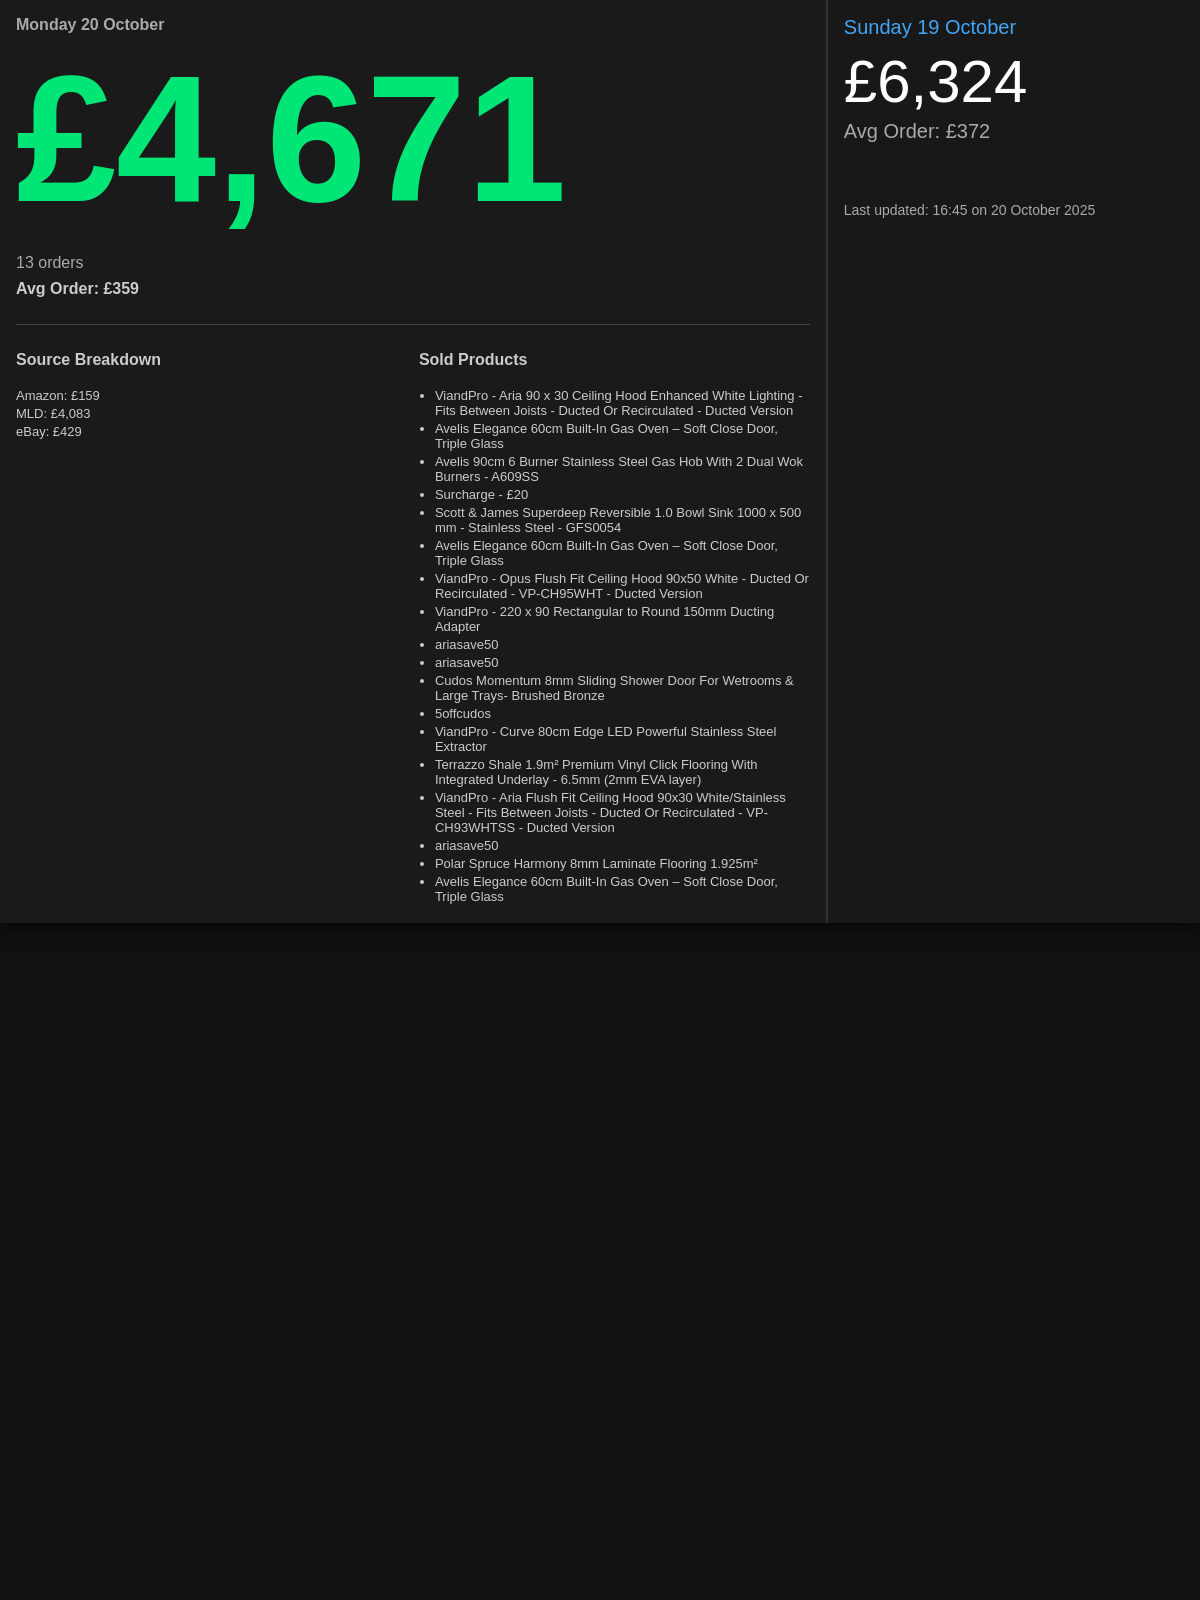 Monday 20 October
£4,671
13 orders
Avg Order: £359
Source Breakdown
Amazon: £159
MLD: £4,083
eBay: £429
Sold Products
• ViandPro - Aria 90 x 30 Ceiling Hood Enhanced White Lighting -
Fits Between Joists - Ducted Or Recirculated - Ducted Version
• Avelis Elegance 60cm Built-In Gas Oven – Soft Close Door,
Triple Glass
• Avelis 90cm 6 Burner Stainless Steel Gas Hob With 2 Dual Wok
Burners - A609SS
• Surcharge - £20
• Scott & James Superdeep Reversible 1.0 Bowl Sink 1000 x 500
mm - Stainless Steel - GFS0054
• Avelis Elegance 60cm Built-In Gas Oven – Soft Close Door,
Triple Glass
• ViandPro - Opus Flush Fit Ceiling Hood 90x50 White - Ducted Or
Recirculated - VP-CH95WHT - Ducted Version
• ViandPro - 220 x 90 Rectangular to Round 150mm Ducting
Adapter
• ariasave50
• ariasave50
• Cudos Momentum 8mm Sliding Shower Door For Wetrooms &
Large Trays- Brushed Bronze
• 5offcudos
• ViandPro - Curve 80cm Edge LED Powerful Stainless Steel
Extractor
• Terrazzo Shale 1.9m² Premium Vinyl Click Flooring With
Integrated Underlay - 6.5mm (2mm EVA layer)
• ViandPro - Aria Flush Fit Ceiling Hood 90x30 White/Stainless
Steel - Fits Between Joists - Ducted Or Recirculated - VP-
CH93WHTSS - Ducted Version
• ariasave50
• Polar Spruce Harmony 8mm Laminate Flooring 1.925m²
• Avelis Elegance 60cm Built-In Gas Oven – Soft Close Door,
Triple Glass
Sunday 19 October
£6,324
Avg Order: £372
Last updated: 16:45 on 20 October 2025